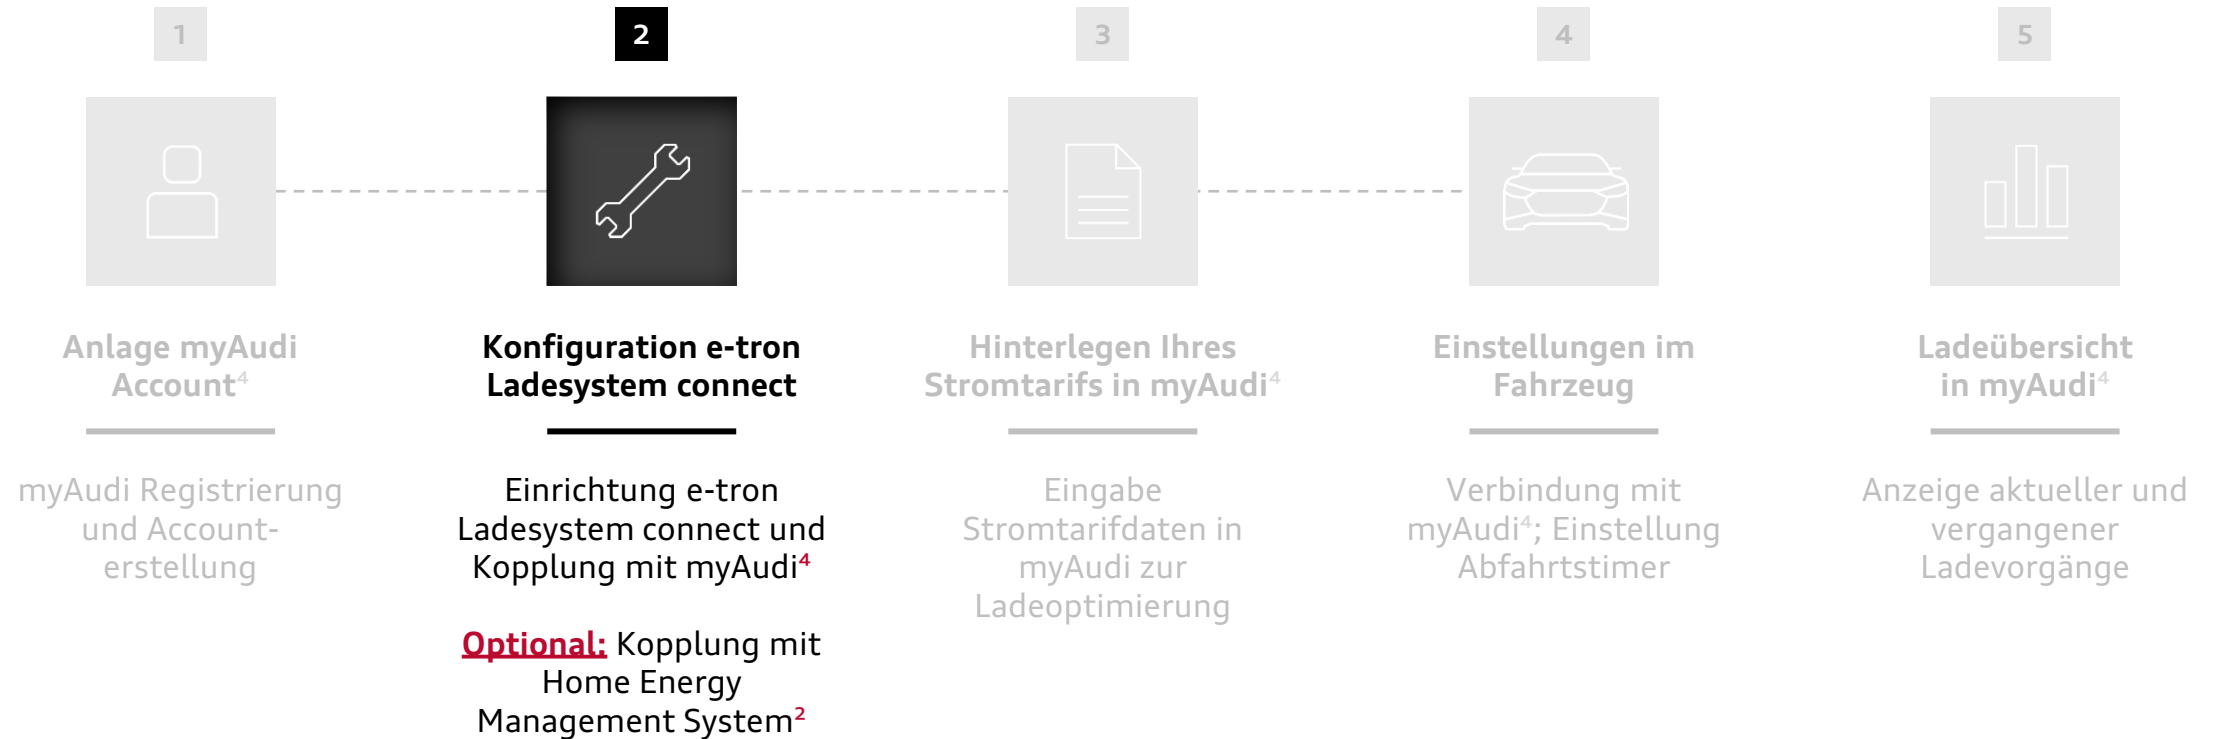 1
2
3
4
5
Anlage myAudi
Account⁴
myAudi Registrierung
und Account-
erstellung
Konfiguration e-tron
Ladesystem connect
Einrichtung e-tron
Ladesystem connect und
Kopplung mit myAudi⁴
Optional: Kopplung mit
Home Energy
Management System²
Hinterlegen Ihres
Stromtarifs in myAudi⁴
Eingabe
Stromtarifdaten in
myAudi zur
Ladeoptimierung
Einstellungen im
Fahrzeug
Verbindung mit
myAudi⁴; Einstellung
Abfahrtstimer
Ladeübersicht
in myAudi⁴
Anzeige aktueller und
vergangener
Ladevorgänge